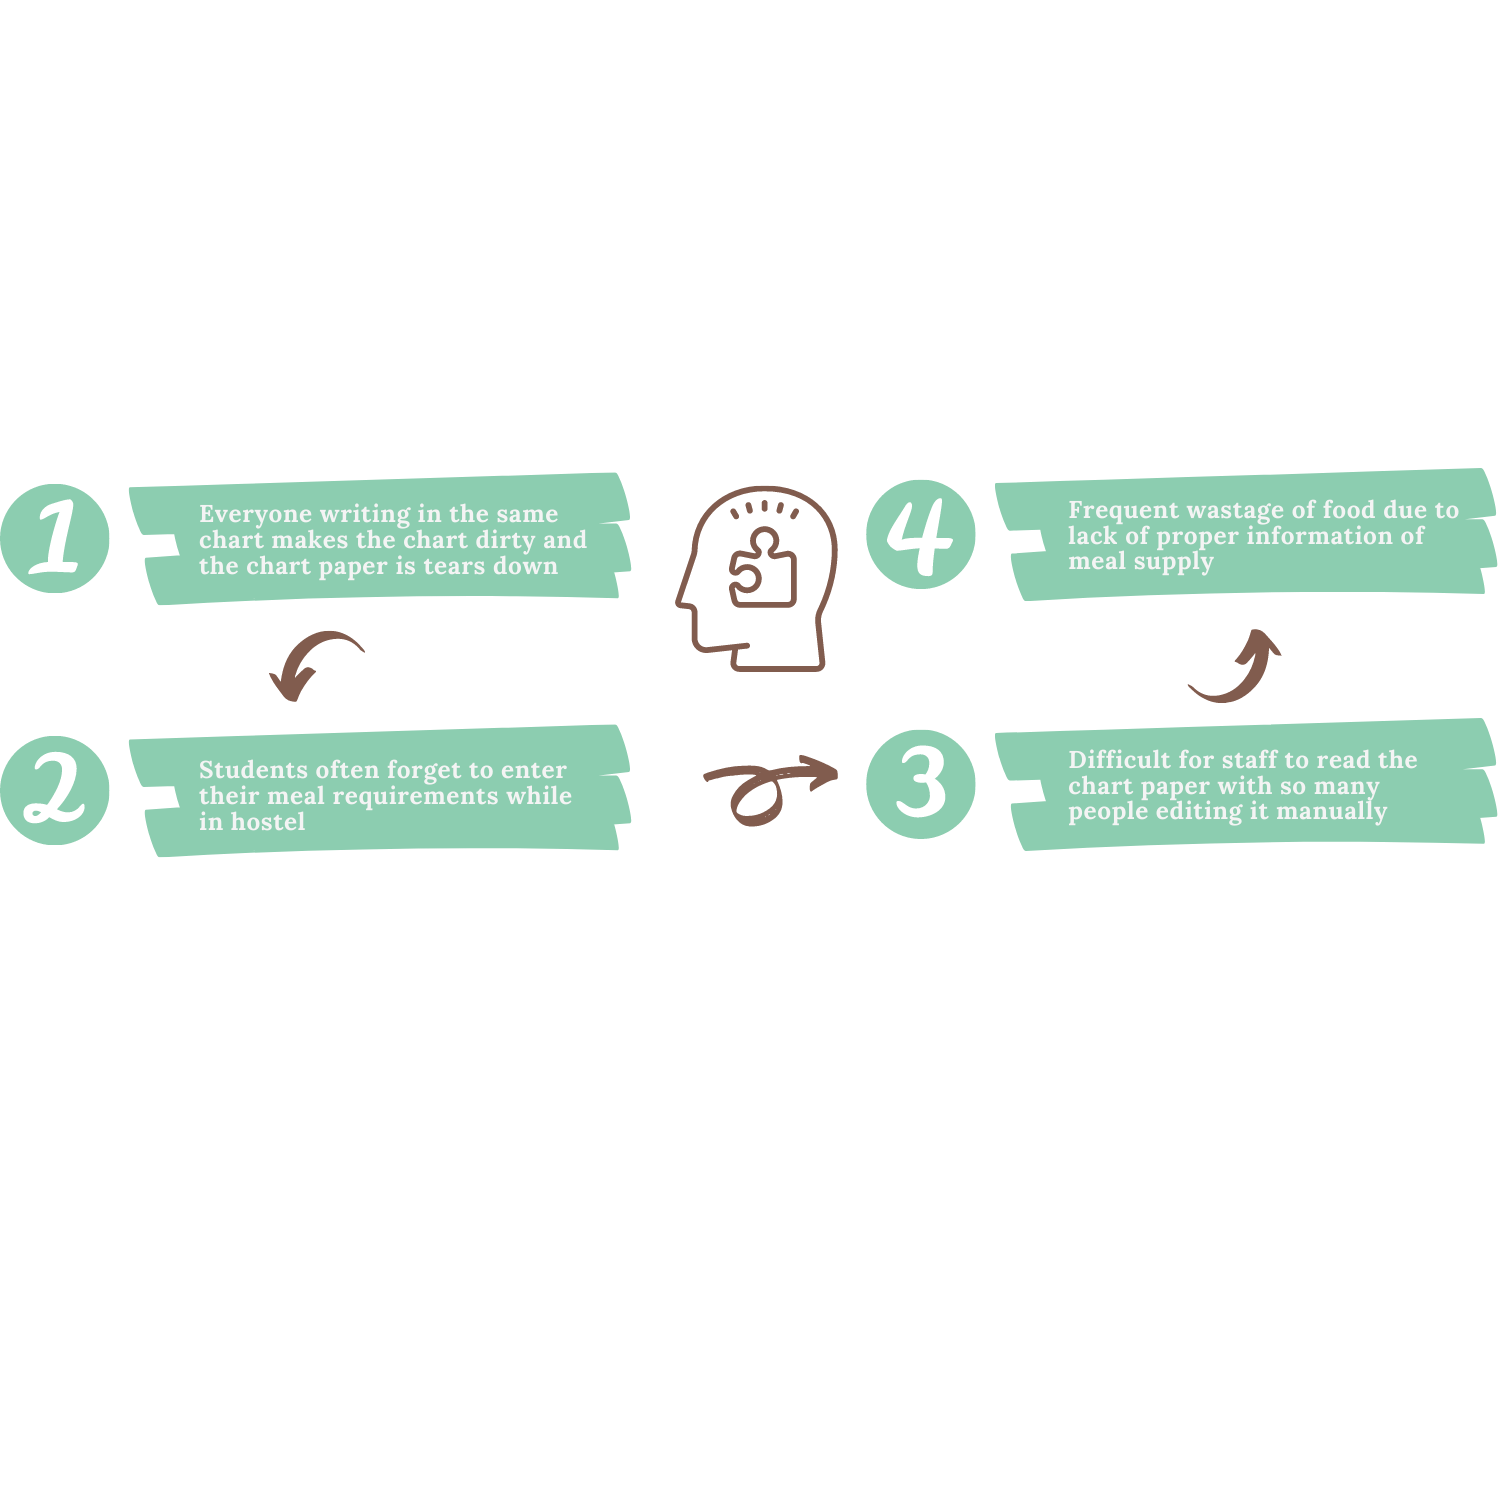 1
Everyone writing in the same
chart makes the chart dirty and
the chart paper is tears down
2
Students often forget to enter
their meal requirements while
in hostel
3
Difficult for staff to read the
chart paper with so many
people editing it manually
4
Frequent wastage of food due to
lack of proper information of
meal supply